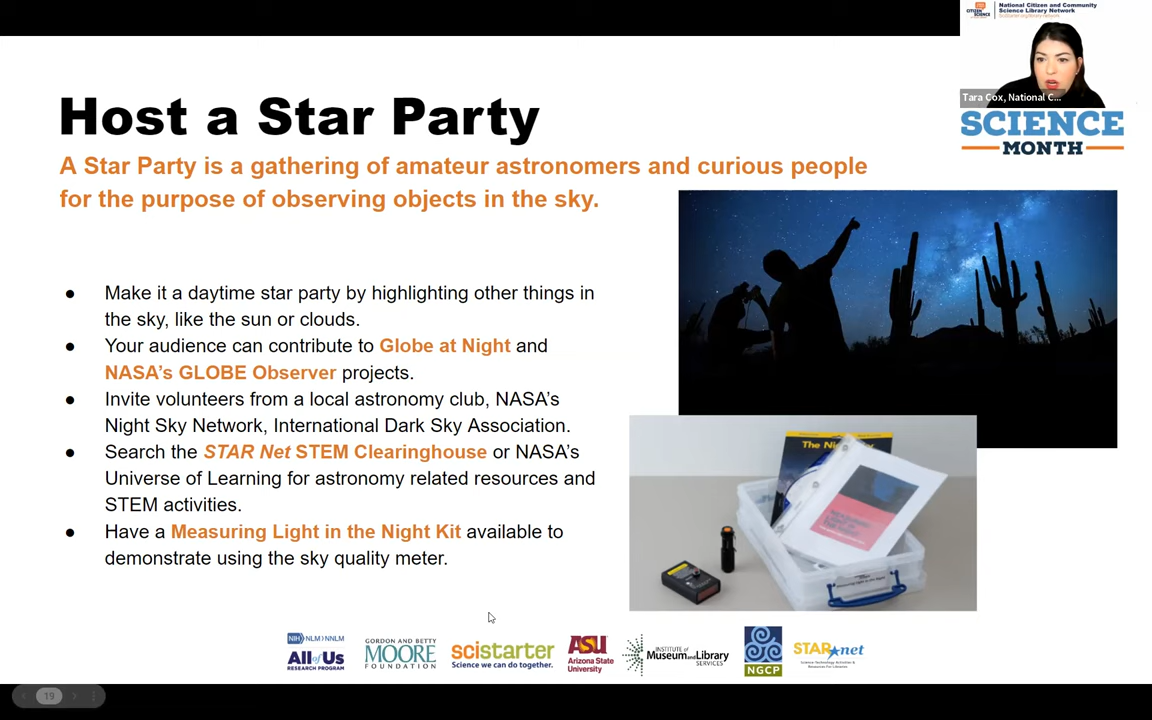 National Citizen and Community
Science Library Network
CITIZEN
SCIENCE
Tara Cox, National C...
SCIENCE
MONTH
Host a Star Party
A Star Party is a gathering of amateur astronomers and curious people
for the purpose of observing objects in the sky.
● Make it a daytime star party by highlighting other things in
the sky, like the sun or clouds.
● Your audience can contribute to Globe at Night and
NASA’s GLOBE Observer projects.
● Invite volunteers from a local astronomy club, NASA’s
Night Sky Network, International Dark Sky Association.
● Search the STAR Net STEM Clearinghouse or NASA’s
Universe of Learning for astronomy related resources and
STEM activities.
● Have a Measuring Light in the Night Kit available to
demonstrate using the sky quality meter.
The Ni
NIH NLM NNLM
All of Us
RESEARCH PROGRAM
GORDON AND BETTY
MOORE
FOUNDATION
scistarter
Science we can do together.
ASU
Arizona State
University
INSTITUTE of
Museum and Library
SERVICES
NGCP
STAR net
Science-Technology Activities &
Resources For Libraries
19